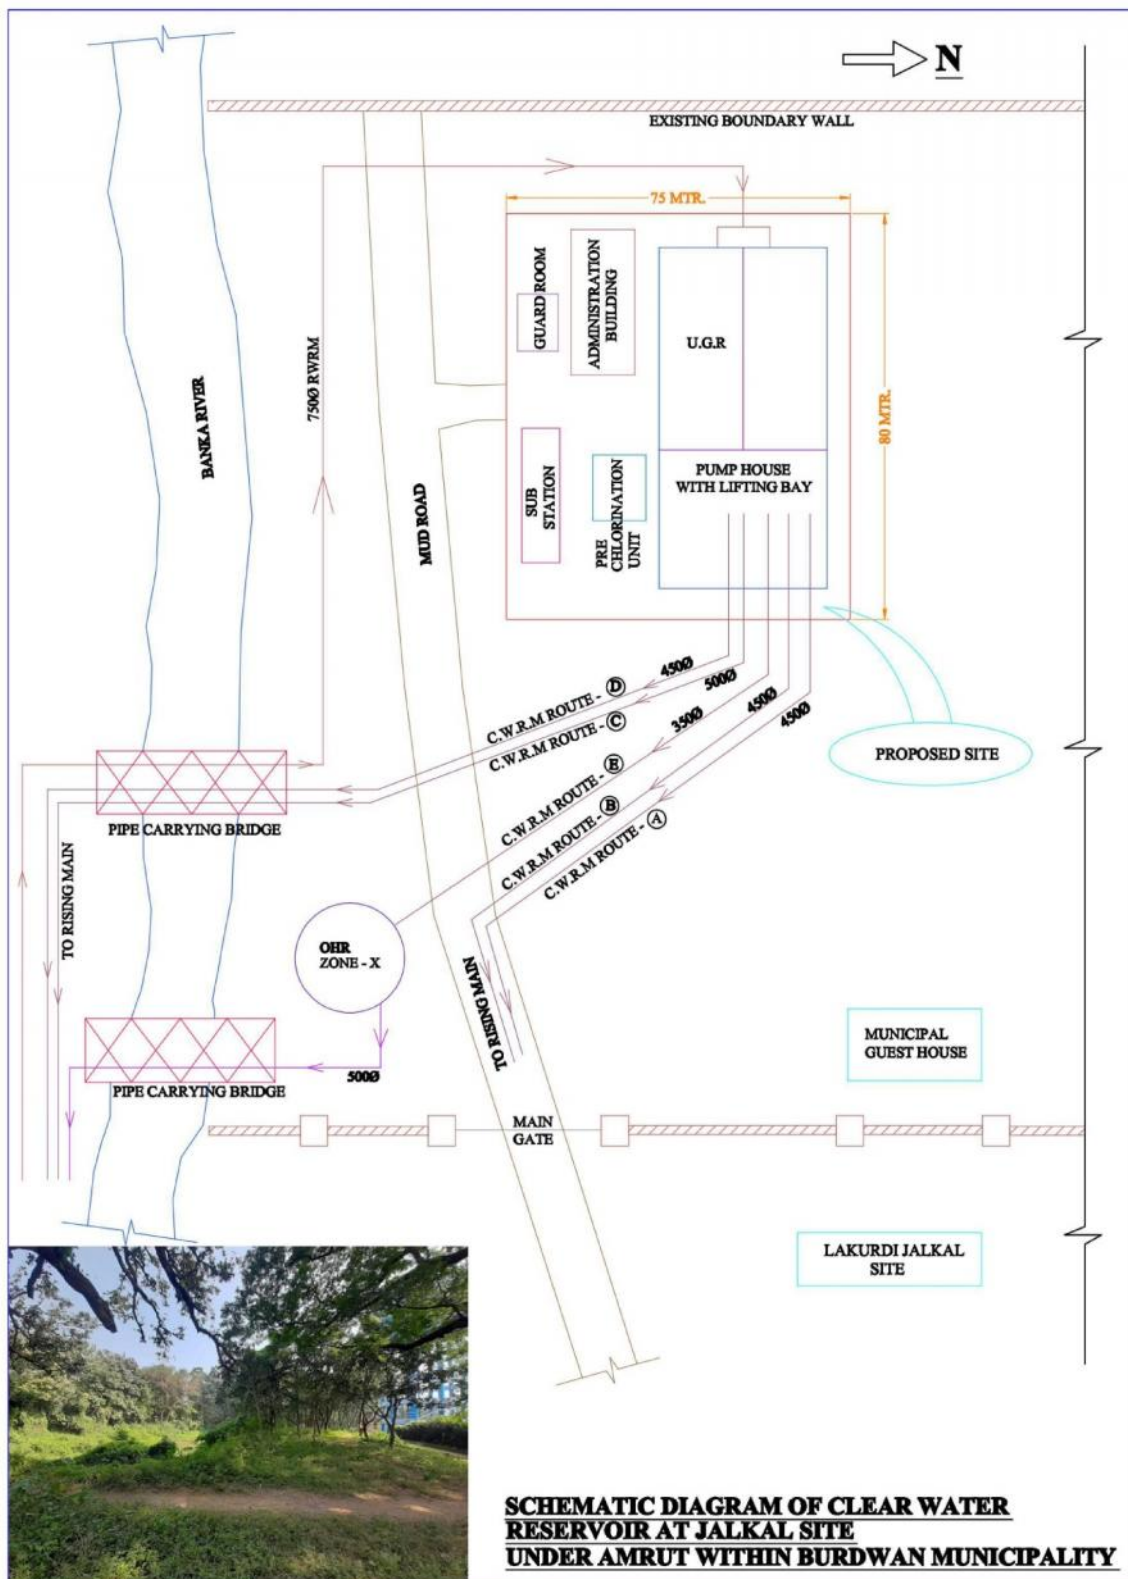 N
EXISTING BOUNDARY WALL
75 MTR.
80 MTR.
GUARD ROOM
ADMINISTRATION
BUILDING
U.G.R
750Ø RWRM
BANKA RIVER
MUD ROAD
SUB
STATION
PRE
CHLORINATION
UNIT
PUMP HOUSE
WITH LIFTING BAY
450Ø
500Ø
350Ø
450Ø
450Ø
C.W.R.M ROUTE - D
C.W.R.M ROUTE - C
C.W.R.M ROUTE - E
C.W.R.M ROUTE - B
C.W.R.M ROUTE - A
PROPOSED SITE
PIPE CARRYING BRIDGE
TO RISING MAIN
OHR
ZONE - X
TO RISING MAIN
500Ø
PIPE CARRYING BRIDGE
MUNICIPAL
GUEST HOUSE
MAIN
GATE
LAKURDI JALKAL
SITE
SCHEMATIC DIAGRAM OF CLEAR WATER
RESERVOIR AT JALKAL SITE
UNDER AMRUT WITHIN BURDWAN MUNICIPALITY